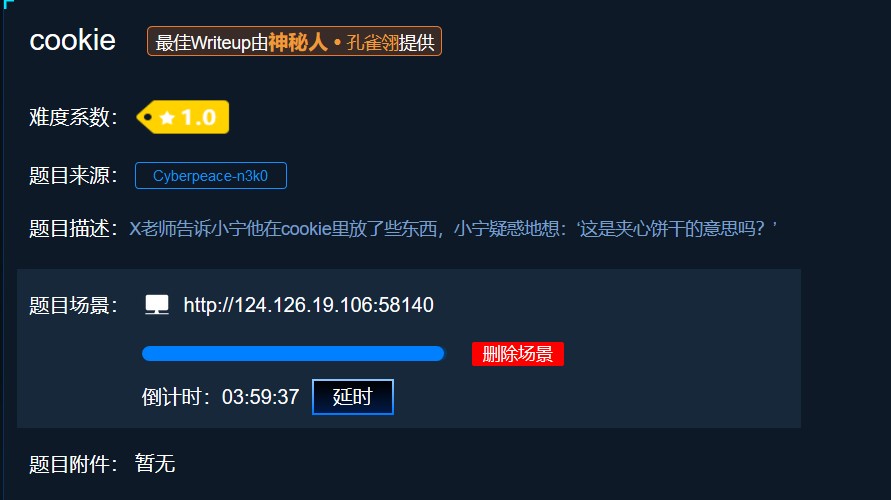 cookie 最佳Writeup由神秘人•孔雀翎提供
难度系数： 1.0
题目来源： Cyberpeace-n3k0
题目描述：X老师告诉小宁他在cookie里放了些东西，小宁疑惑地想：‘这是夹心饼干的意思吗？’
题目场景： http://124.126.19.106:58140
删除场景
倒计时：03:59:37 延时
题目附件： 暂无